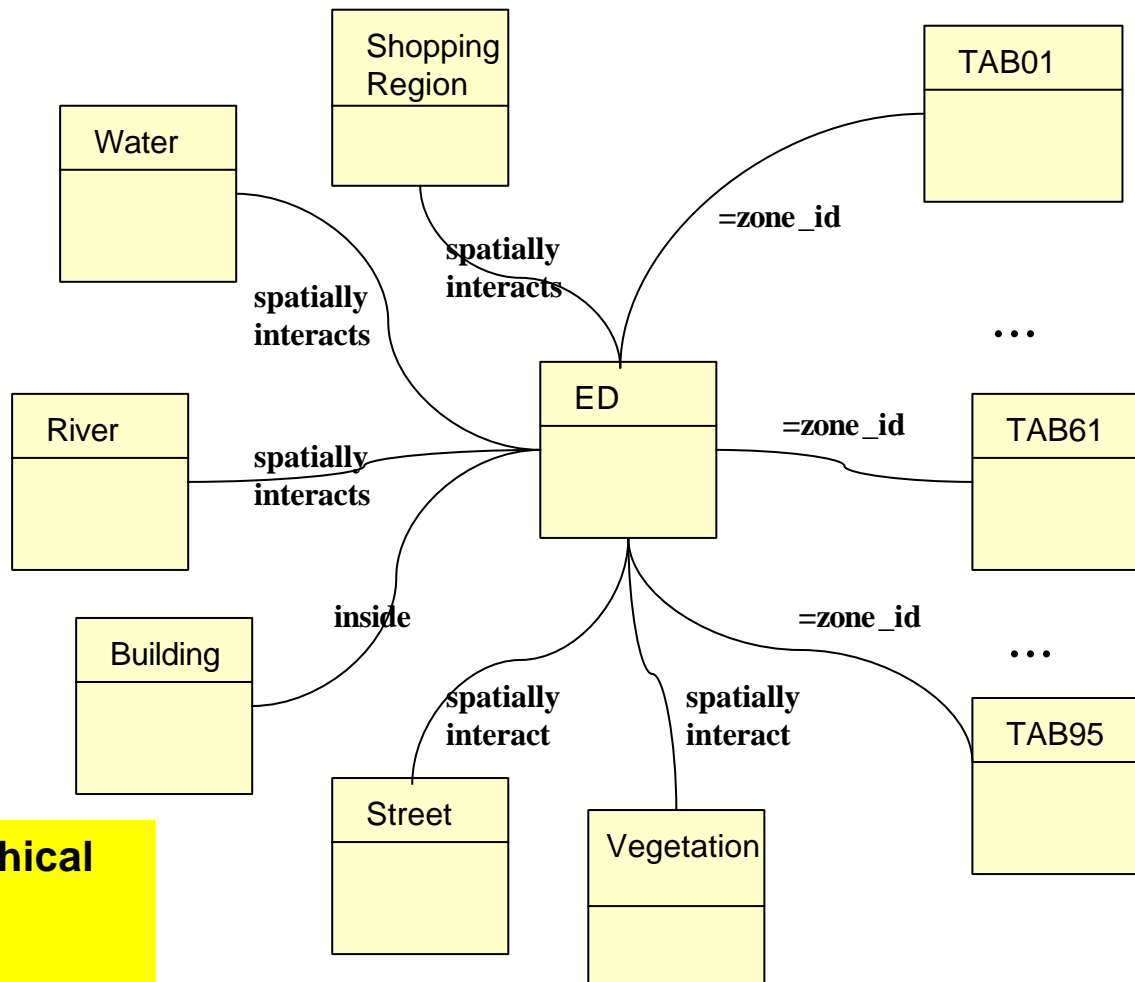 Shopping
Region
TAB01
Water
=zone_id
spatially
interacts
spatially
interacts
...
ED
River
=zone_id
TAB61
spatially
interacts
inside
=zone_id
Building
...
spatially
interact
spatially
interact
TAB95
Street
Vegetation
hical